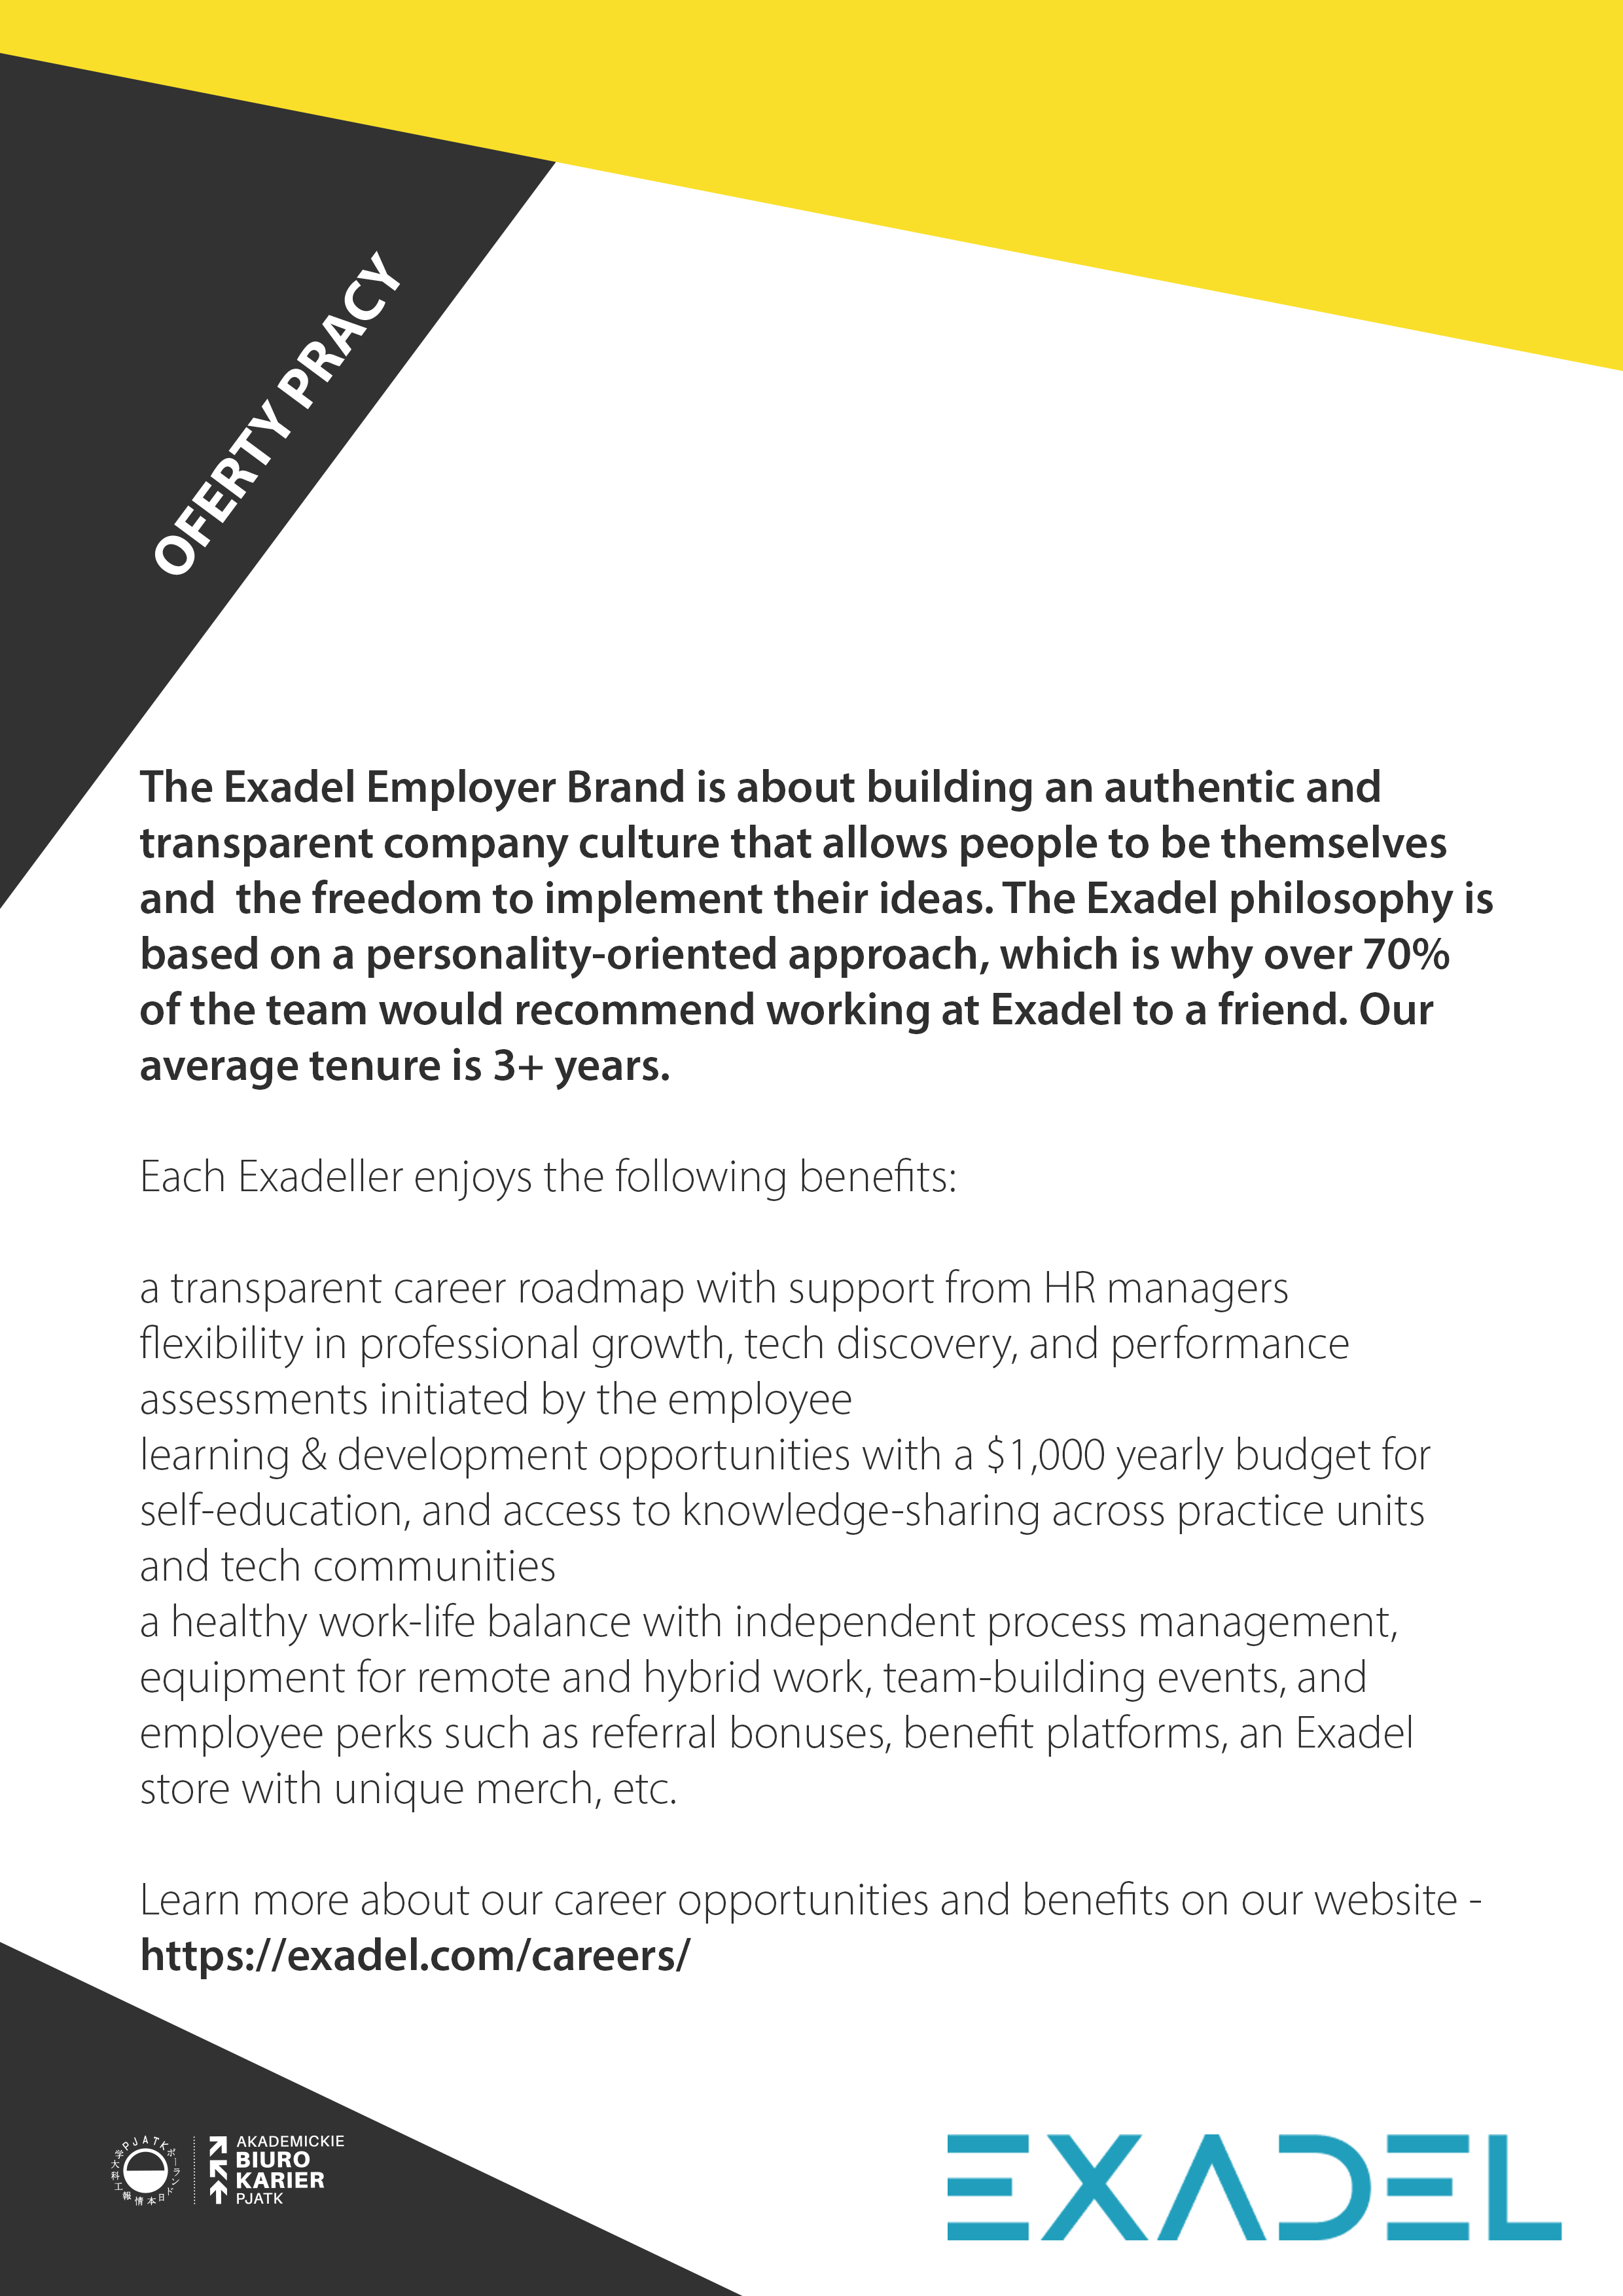 OFERTY PRACY
The Exadel Employer Brand is about building an authentic and
transparent company culture that allows people to be themselves
and  the freedom to implement their ideas. The Exadel philosophy is
based on a personality-oriented approach, which is why over 70%
of the team would recommend working at Exadel to a friend. Our
average tenure is 3+ years.
Each Exadeller enjoys the following benefits:
a transparent career roadmap with support from HR managers
flexibility in professional growth, tech discovery, and performance
assessments initiated by the employee
learning & development opportunities with a $1,000 yearly budget for
self-education, and access to knowledge-sharing across practice units
and tech communities
a healthy work-life balance with independent process management,
equipment for remote and hybrid work, team-building events, and
employee perks such as referral bonuses, benefit platforms, an Exadel
store with unique merch, etc.
Learn more about our career opportunities and benefits on our website -
https://exadel.com/careers/
PJATK
ポーランド日本情報工科大学
AKADEMICKIE
BIURO
KARIER
PJATK
EXADEL